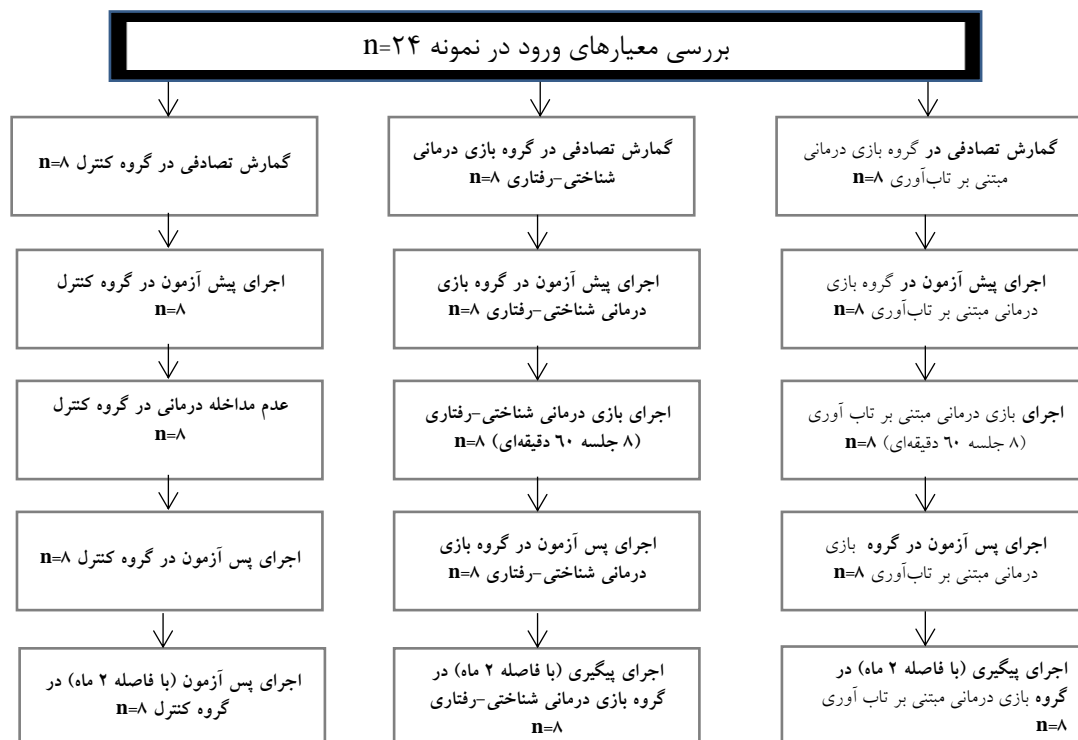 بررسی معیارهای ورود در نمونه n=۲۴
گمارش تصادفی در گروه بازی درمانی
مبتنی بر تاب‌آوری n=۸
گمارش تصادفی در گروه بازی درمانی
شناختی-رفتاری n=۸
گمارش تصادفی در گروه کنترل n=۸
اجرای پیش آزمون در گروه بازی
درمانی مبتنی بر تاب‌آوری n=۸
اجرای پیش آزمون در گروه بازی
درمانی شناختی-رفتاری n=۸
اجرای پیش آزمون در گروه کنترل
n=۸
اجرای بازی درمانی مبتنی بر تاب آوری
(۸ جلسه ۶۰ دقیقه‌ای) n=۸
اجرای بازی درمانی شناختی-رفتاری
(۸ جلسه ۶۰ دقیقه‌ای) n=۸
عدم مداخله درمانی در گروه کنترل
n=۸
اجرای پس آزمون در گروه بازی
درمانی مبتنی بر تاب‌آوری n=۸
اجرای پس آزمون در گروه بازی
درمانی شناختی-رفتاری n=۸
اجرای پس آزمون در گروه کنترل n=۸
اجرای پیگیری (با فاصله ۲ ماه) در
گروه بازی درمانی مبتنی بر تاب آوری
n=۸
اجرای پیگیری (با فاصله ۲ ماه) در
گروه بازی درمانی شناختی-رفتاری
n=۸
اجرای پس آزمون (با فاصله ۲ ماه) در
گروه کنترل n=۸